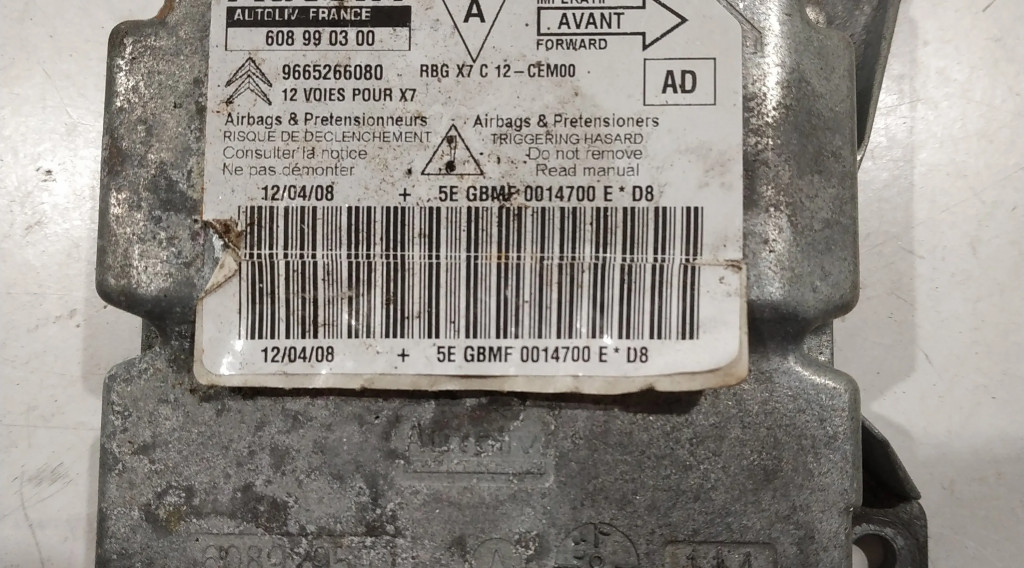 AUTOLIV-FRANCE
608 99 03 00
A
AVANT
FORWARD
9665266080
RBG X7 C 12-CEM00
12 VOIES POUR X7
AD
Airbags & Pretensionneurs
RISQUE DE DECLENCHEMENT
Consulter la notice
Ne pas démonter
Airbags & Pretensioners
TRIGGERING HASARD
Do not remove
Read manual
12/04/08 + 5E GBMF 0014700 E * D8
12/04/08 + 5E GBMF 0014700 E * D8
Autoliv